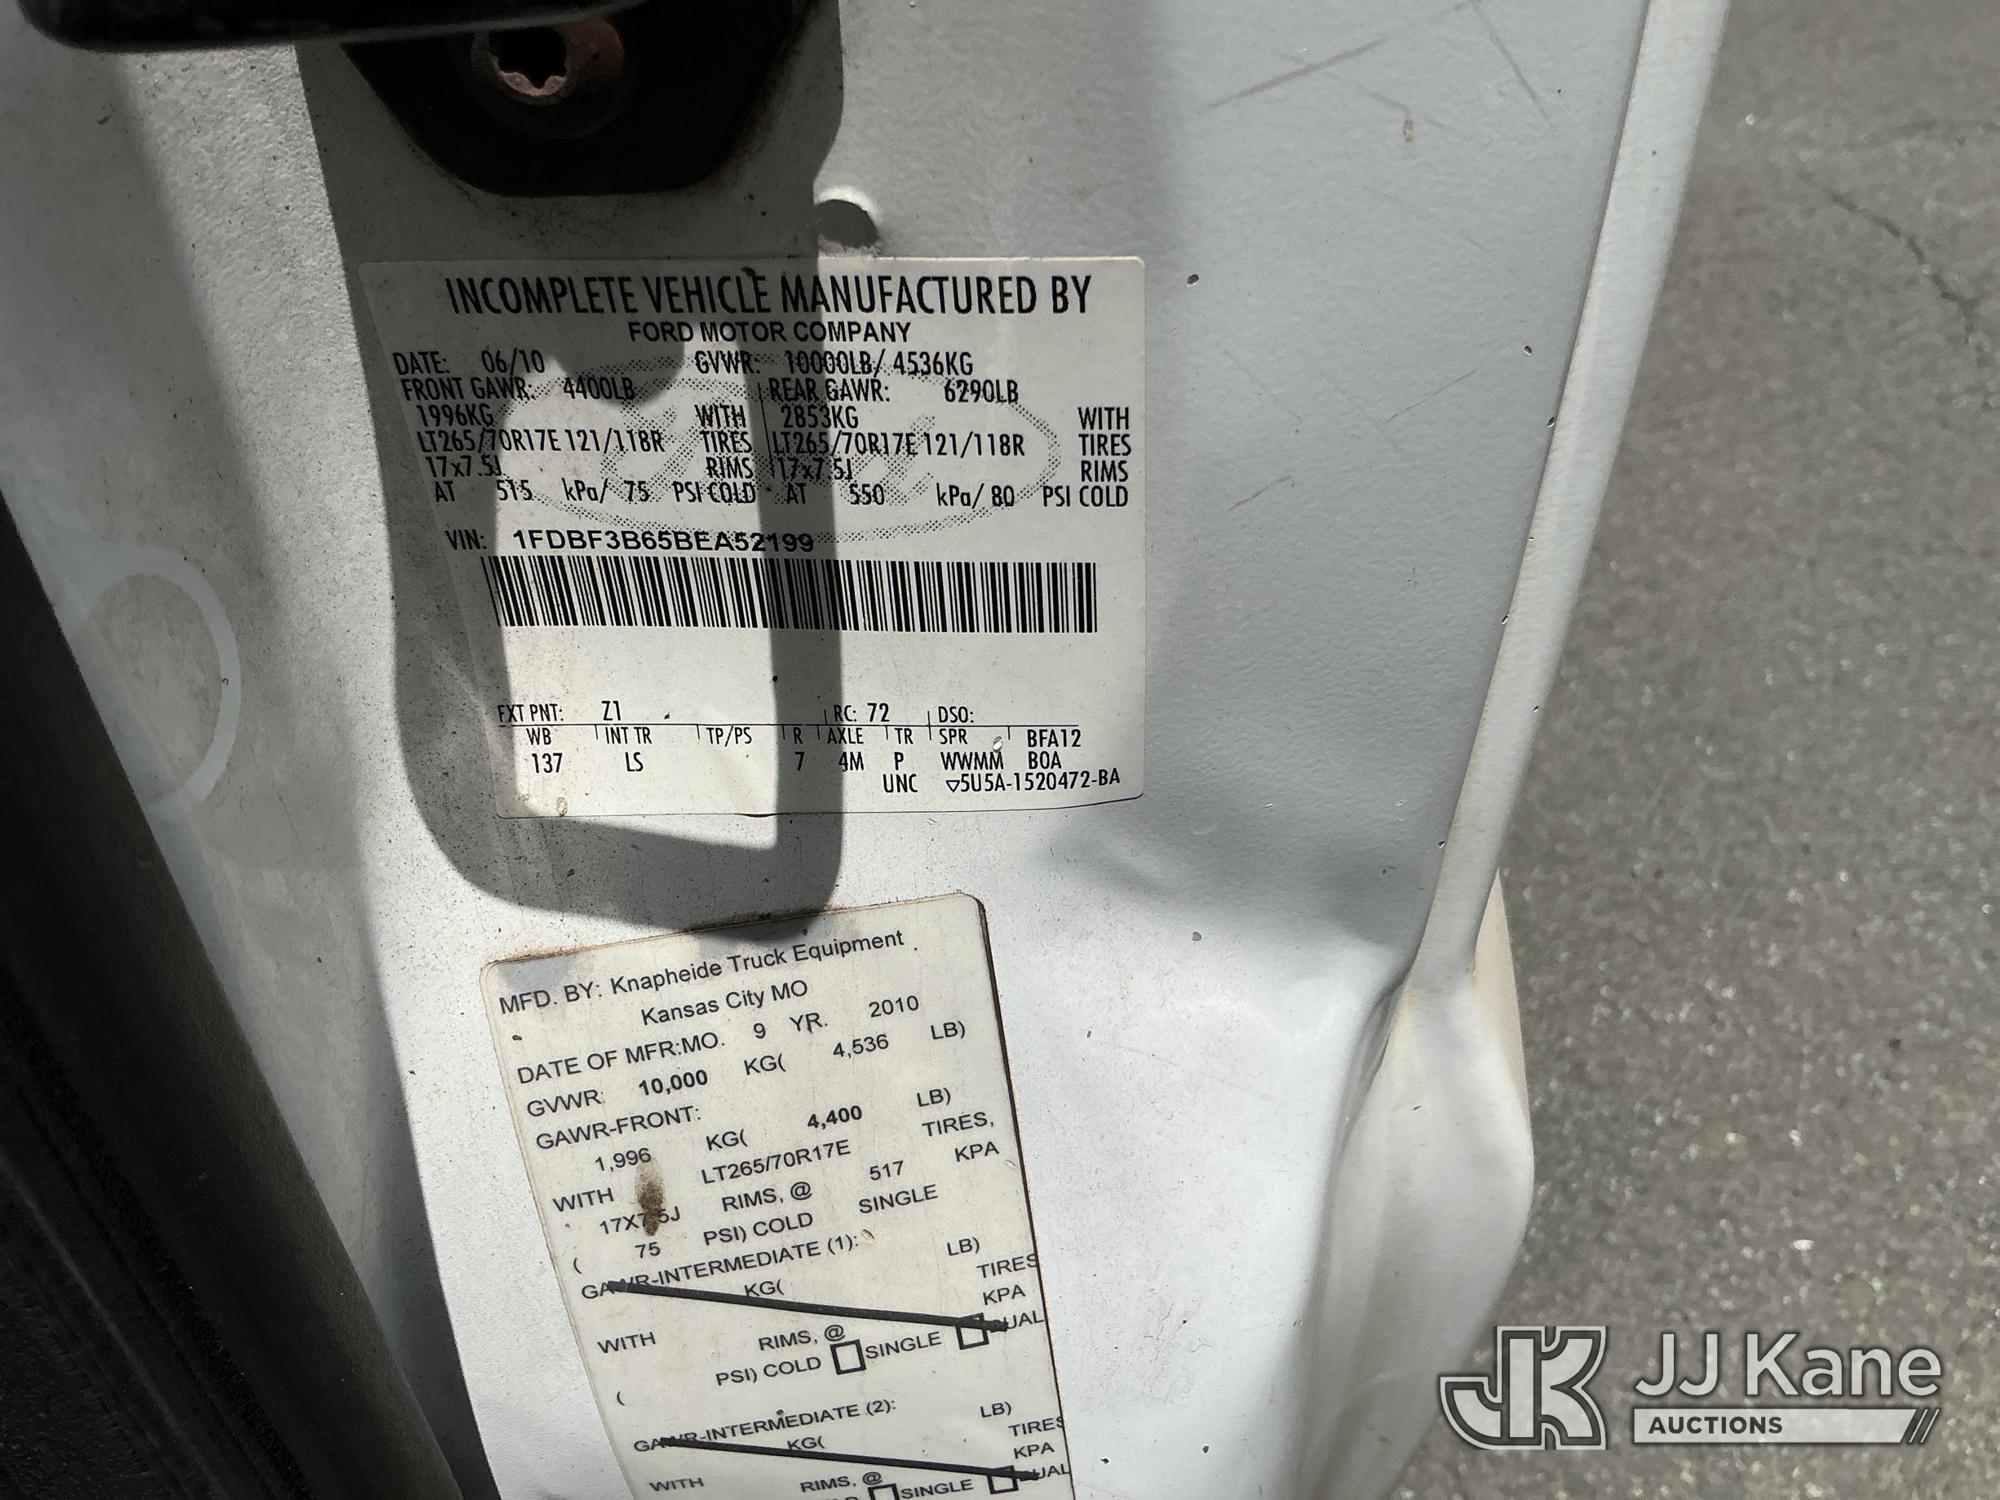 INCOMPLETE VEHICLE MANUFACTURED BY
FORD MOTOR COMPANY
DATE: 06/10 GVWR: 10000LB/ 4536KG
FRONT GAWR: 4400LB REAR GAWR: 6290LB
1996KG WITH 2853KG WITH
LT265/70R17E 121/118R TIRES LT265/70R17E 121/118R TIRES
17x7.5J RIMS 17x7.5J RIMS
AT 515 kPa/ 75 PSI COLD AT 550 kPa/ 80 PSI COLD
VIN: 1FDBF3B65BEA52199
EXT PNT: Z1 RC: 72 DSO:
WB INT TR TP/PS R AXLE TR SPR BFA12
137 LS 7 4M P WWMM BOA
UNC ▽5U5A-1520472-BA
MFD. BY: Knapheide Truck Equipment
Kansas City MO
DATE OF MFR:MO. 9 YR. 2010
GVWR: 10,000 KG( 4,536 LB)
GAWR-FRONT:
1,996 KG( 4,400 LB)
WITH LT265/70R17E TIRES,
17X7.5J RIMS, @ 517 KPA
( 75 PSI) COLD SINGLE
GAWR-INTERMEDIATE (1):
KG( LB)
WITH TIRES
RIMS, @ KPA
( PSI) COLD SINGLE DUAL
GAWR-INTERMEDIATE (2):
KG( LB)
WITH TIRES
RIMS, @ KPA
SINGLE DUAL
JK JJ Kane
AUCTIONS